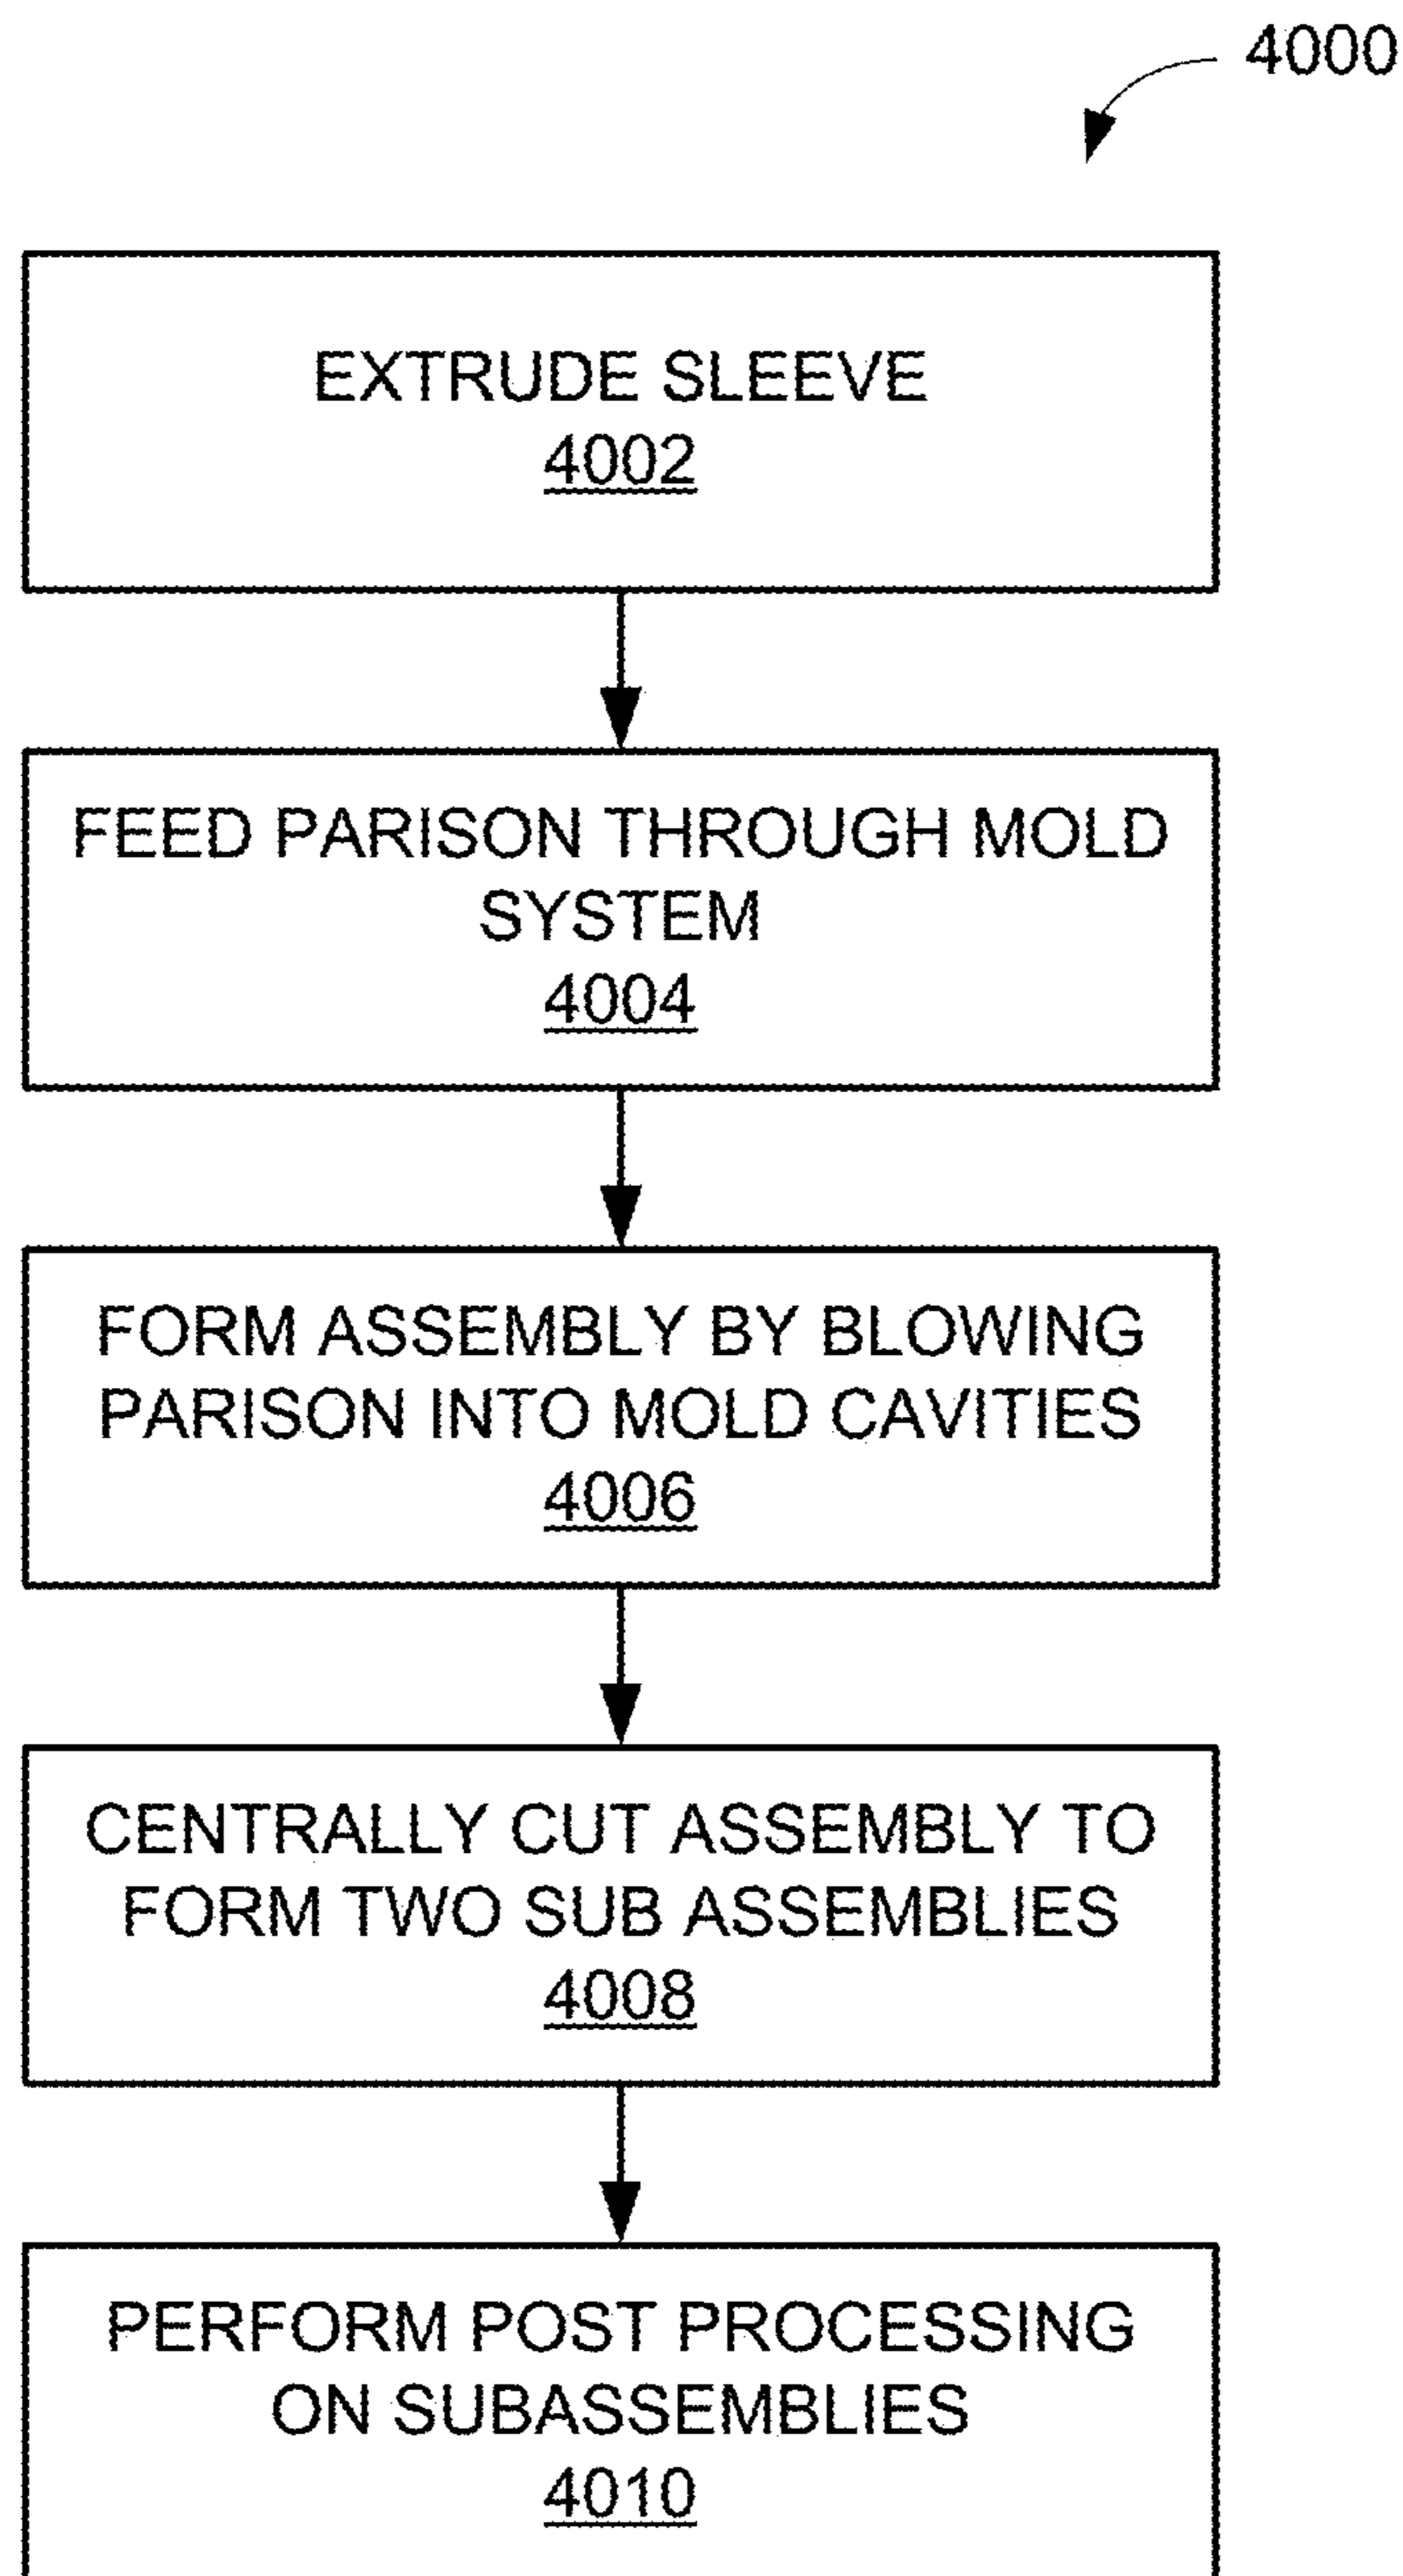 4000
EXTRUDE SLEEVE
4002
FEED PARISON THROUGH MOLD
SYSTEM
4004
FORM ASSEMBLY BY BLOWING
PARISON INTO MOLD CAVITIES
4006
CENTRALLY CUT ASSEMBLY TO
FORM TWO SUB ASSEMBLIES
4008
PERFORM POST PROCESSING
ON SUBASSEMBLIES
4010